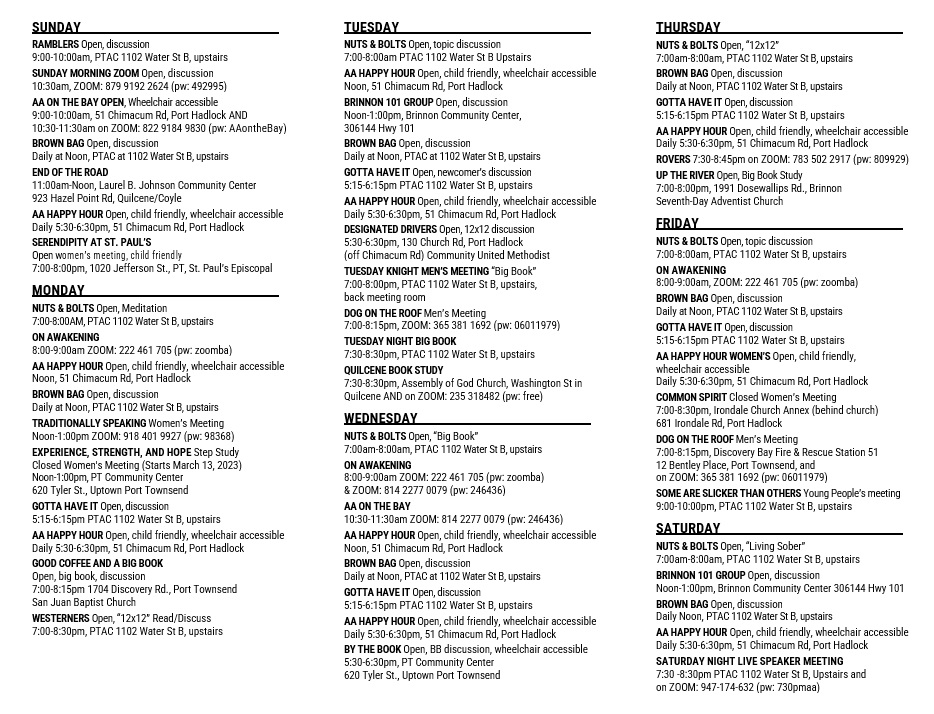 SUNDAY
RAMBLERS Open, discussion
9:00-10:00am, PTAC 1102 Water St B, upstairs
SUNDAY MORNING ZOOM Open, discussion
10:30am, ZOOM: 879 9192 2624 (pw: 492995)
AA ON THE BAY OPEN, Wheelchair accessible
9:00-10:00am, 51 Chimacum Rd, Port Hadlock AND
10:30-11:30am on ZOOM: 822 9184 9830 (pw: AAontheBay)
BROWN BAG Open, discussion
Daily at Noon, PTAC at 1102 Water St B, upstairs
END OF THE ROAD
11:00am-Noon, Laurel B. Johnson Community Center
923 Hazel Point Rd, Quilcene/Coyle
AA HAPPY HOUR Open, child friendly, wheelchair accessible
Daily 5:30-6:30pm, 51 Chimacum Rd, Port Hadlock
SERENDIPITY AT ST. PAUL'S
Open women's meeting, child friendly
7:00-8:00pm, 1020 Jefferson St., PT, St. Paul's Episcopal
MONDAY
NUTS & BOLTS Open, Meditation
7:00-8:00AM, PTAC 1102 Water St B, upstairs
ON AWAKENING
8:00-9:00am ZOOM: 222 461 705 (pw: zoomba)
AA HAPPY HOUR Open, child friendly, wheelchair accessible
Noon, 51 Chimacum Rd, Port Hadlock
BROWN BAG Open, discussion
Daily at Noon, PTAC 1102 Water St B, upstairs
TRADITIONALLY SPEAKING Women's Meeting
Noon-1:00pm ZOOM: 918 401 9927 (pw: 98368)
EXPERIENCE, STRENGTH, AND HOPE Step Study
Closed Women's Meeting (Starts March 13, 2023)
Noon-1:00pm, PT Community Center
620 Tyler St., Uptown Port Townsend
GOTTA HAVE IT Open, discussion
5:15-6:15pm PTAC 1102 Water St B, upstairs
AA HAPPY HOUR Open, child friendly, wheelchair accessible
Daily 5:30-6:30pm, 51 Chimacum Rd, Port Hadlock
GOOD COFFEE AND A BIG BOOK
Open, big book, discussion
7:00-8:15pm 1704 Discovery Rd., Port Townsend
San Juan Baptist Church
WESTERNERS Open, "12x12" Read/Discuss
7:00-8:30pm, PTAC 1102 Water St B, upstairs
TUESDAY
NUTS & BOLTS Open, topic discussion
7:00-8:00am PTAC 1102 Water St B Upstairs
AA HAPPY HOUR Open, child friendly, wheelchair accessible
Noon, 51 Chimacum Rd, Port Hadlock
BRINNON 101 GROUP Open, discussion
Noon-1:00pm, Brinnon Community Center,
306144 Hwy 101
BROWN BAG Open, discussion
Daily at Noon, PTAC at 1102 Water St B, upstairs
GOTTA HAVE IT Open, newcomer's discussion
5:15-6:15pm PTAC 1102 Water St B, upstairs
AA HAPPY HOUR Open, child friendly, wheelchair accessible
Daily 5:30-6:30pm, 51 Chimacum Rd, Port Hadlock
DESIGNATED DRIVERS Open, 12x12 discussion
5:30-6:30pm, 130 Church Rd, Port Hadlock
(off Chimacum Rd) Community United Methodist
TUESDAY KNIGHT MEN'S MEETING "Big Book"
7:00-8:00pm, PTAC 1102 Water St B, upstairs,
back meeting room
DOG ON THE ROOF Men's Meeting
7:00-8:15pm, ZOOM: 365 381 1692 (pw: 06011979)
TUESDAY NIGHT BIG BOOK
7:30-8:30pm, PTAC 1102 Water St B, upstairs
QUILCENE BOOK STUDY
7:30-8:30pm, Assembly of God Church, Washington St in
Quilcene AND on ZOOM: 235 318482 (pw: free)
WEDNESDAY
NUTS & BOLTS Open, "Big Book"
7:00am-8:00am, PTAC 1102 Water St B, upstairs
ON AWAKENING
8:00-9:00am ZOOM: 222 461 705 (pw: zoomba)
& ZOOM: 814 2277 0079 (pw: 246436)
AA ON THE BAY
10:30-11:30am ZOOM: 814 2277 0079 (pw: 246436)
AA HAPPY HOUR Open, child friendly, wheelchair accessible
Noon, 51 Chimacum Rd, Port Hadlock
BROWN BAG Open, discussion
Daily at Noon, PTAC at 1102 Water St B, upstairs
GOTTA HAVE IT Open, discussion
5:15-6:15pm PTAC 1102 Water St B, upstairs
AA HAPPY HOUR Open, child friendly, wheelchair accessible
Daily 5:30-6:30pm, 51 Chimacum Rd, Port Hadlock
BY THE BOOK Open, BB discussion, wheelchair accessible
5:30-6:30pm, PT Community Center
620 Tyler St., Uptown Port Townsend
THURSDAY
NUTS & BOLTS Open, "12x12"
7:00am-8:00am, PTAC 1102 Water St B, upstairs
BROWN BAG Open, discussion
Daily at Noon, PTAC 1102 Water St B, upstairs
GOTTA HAVE IT Open, discussion
5:15-6:15pm PTAC 1102 Water St B, upstairs
AA HAPPY HOUR Open, child friendly, wheelchair accessible
Daily 5:30-6:30pm, 51 Chimacum Rd, Port Hadlock
ROVERS 7:30-8:45pm on ZOOM: 783 502 2917 (pw: 809929)
UP THE RIVER Open, Big Book Study
7:00-8:00pm, 1991 Dosewallips Rd., Brinnon
Seventh-Day Adventist Church
FRIDAY
NUTS & BOLTS Open, topic discussion
7:00-8:00am, PTAC 1102 Water St B, upstairs
ON AWAKENING
8:00-9:00am, ZOOM: 222 461 705 (pw: zoomba)
BROWN BAG Open, discussion
Daily at Noon, PTAC 1102 Water St B, upstairs
GOTTA HAVE IT Open, discussion
5:15-6:15pm PTAC 1102 Water St B, upstairs
AA HAPPY HOUR WOMEN'S Open, child friendly,
wheelchair accessible
Daily 5:30-6:30pm, 51 Chimacum Rd, Port Hadlock
COMMON SPIRIT Closed Women's Meeting
7:00-8:30pm, Irondale Church Annex (behind church)
681 Irondale Rd, Port Hadlock
DOG ON THE ROOF Men's Meeting
7:00-8:15pm, Discovery Bay Fire & Rescue Station 51
12 Bentley Place, Port Townsend, and
on ZOOM: 365 381 1692 (pw: 06011979)
SOME ARE SLICKER THAN OTHERS Young People's meeting
9:00-10:00pm, PTAC 1102 Water St B, upstairs
SATURDAY
NUTS & BOLTS Open, "Living Sober"
7:00am-8:00am, PTAC 1102 Water St B, upstairs
BRINNON 101 GROUP Open, discussion
Noon-1:00pm, Brinnon Community Center 306144 Hwy 101
BROWN BAG Open, discussion
Daily Noon, PTAC 1102 Water St B, upstairs
AA HAPPY HOUR Open, child friendly, wheelchair accessible
Daily 5:30-6:30pm, 51 Chimacum Rd, Port Hadlock
SATURDAY NIGHT LIVE SPEAKER MEETING
7:30 -8:30pm PTAC 1102 Water St B, Upstairs and
on ZOOM: 947-174-632 (pw: 730pmaa)